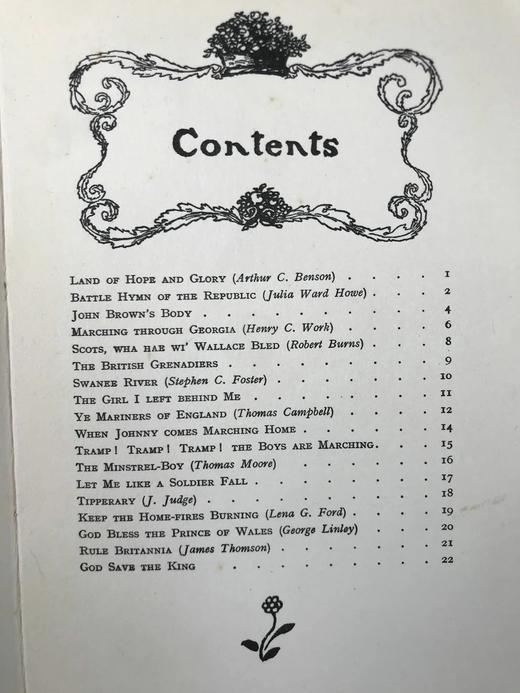 Contents
Land of Hope and Glory (Arthur C. Benson) . . . . 1
Battle Hymn of the Republic (Julia Ward Howe) . . . . 2
John Brown's Body . . . . . . . . . 4
Marching through Georgia (Henry C. Work) . . . . 6
Scots, wha hae wi' Wallace Bled (Robert Burns) . . . . 8
The British Grenadiers . . . . . . . . 9
Swanee River (Stephen C. Foster) . . . . . . 10
The Girl I left behind Me . . . . . . . 11
Ye Mariners of England (Thomas Campbell) . . . . 12
When Johnny comes Marching Home . . . . . 14
Tramp! Tramp! Tramp! the Boys are Marching. . . . 15
The Minstrel-Boy (Thomas Moore) . . . . . 16
Let Me like a Soldier Fall . . . . . . . 17
Tipperary (J. Judge) . . . . . . . . 18
Keep the Home-fires Burning (Lena G. Ford) . . . . 19
God Bless the Prince of Wales (George Linley) . . . . 20
Rule Britannia (James Thomson) . . . . . . 21
God Save the King . . . . . . . . 22